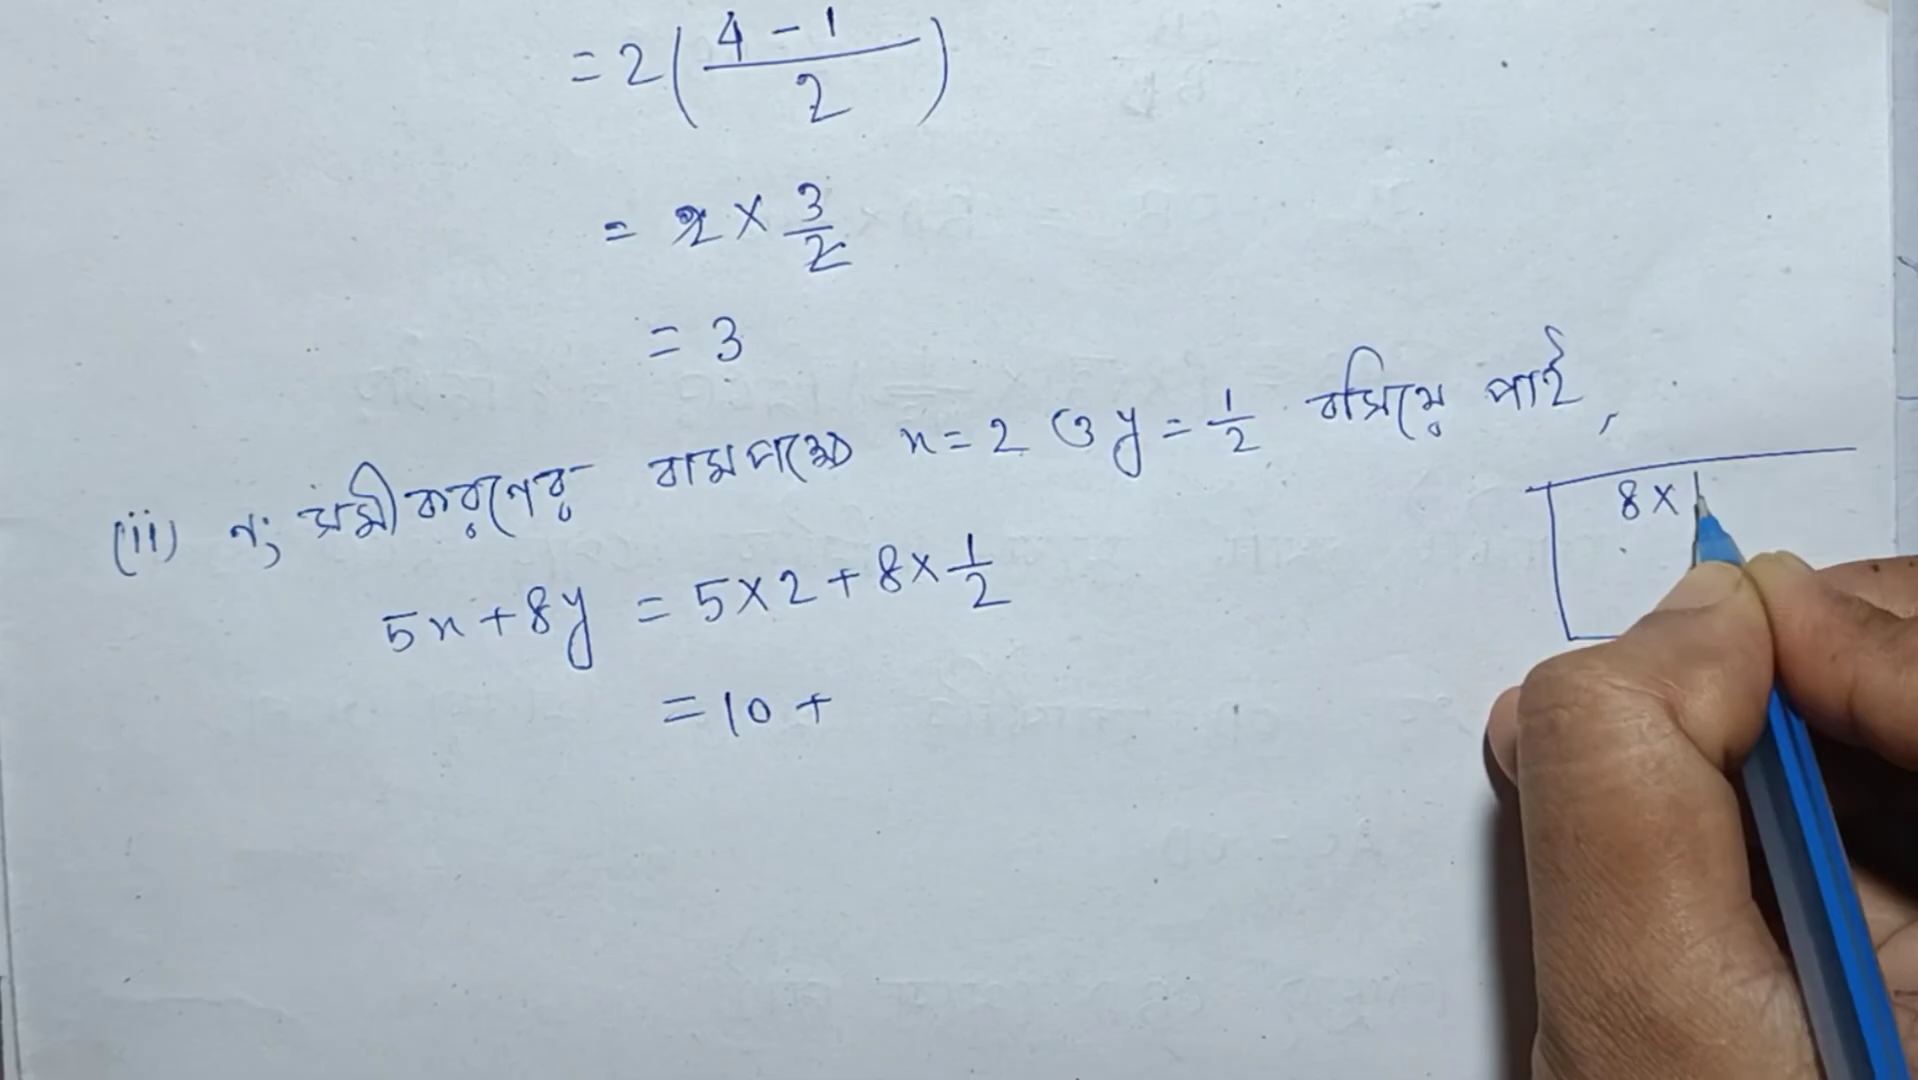 = 2 ( 4 - 1 / 2 )
= 2 × 3/2
= 3
(ii) নং সমীকরণের বামপক্ষে x = 2 ও y = 1/2 বসিয়ে পাই,
5x + 8y = 5 × 2 + 8 × 1/2
= 10 +
8 × 1